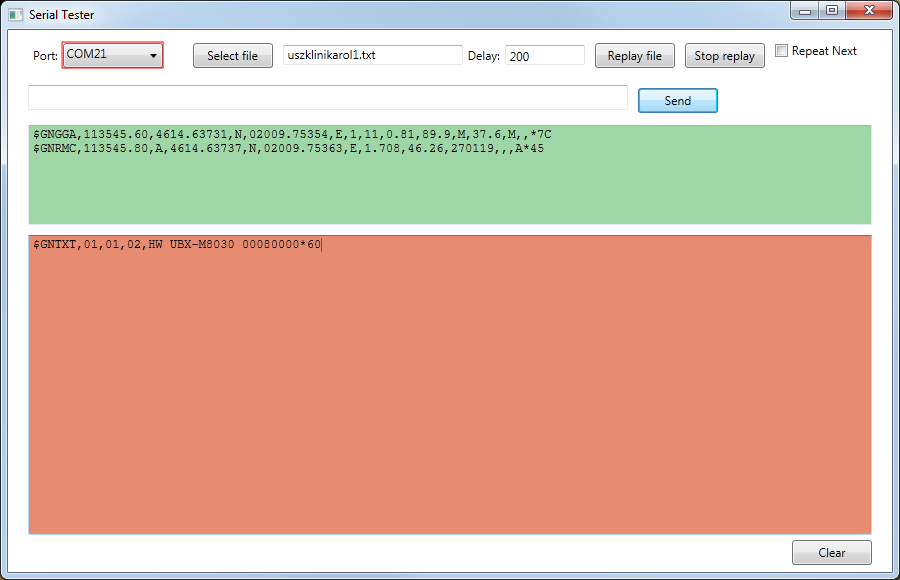 Serial Tester
Port: COM21 Select file uszklinikarol1.txt Delay: 200 Replay file Stop replay Repeat Next
Send
$GNGGA,113545.60,4614.63731,N,02009.75354,E,1,11,0.81,89.9,M,37.6,M,,*7C
$GNRMC,113545.80,A,4614.63737,N,02009.75363,E,1.708,46.26,270119,,,A*45
$GNTXT,01,01,02,HW UBX-M8030 00080000*60
Clear